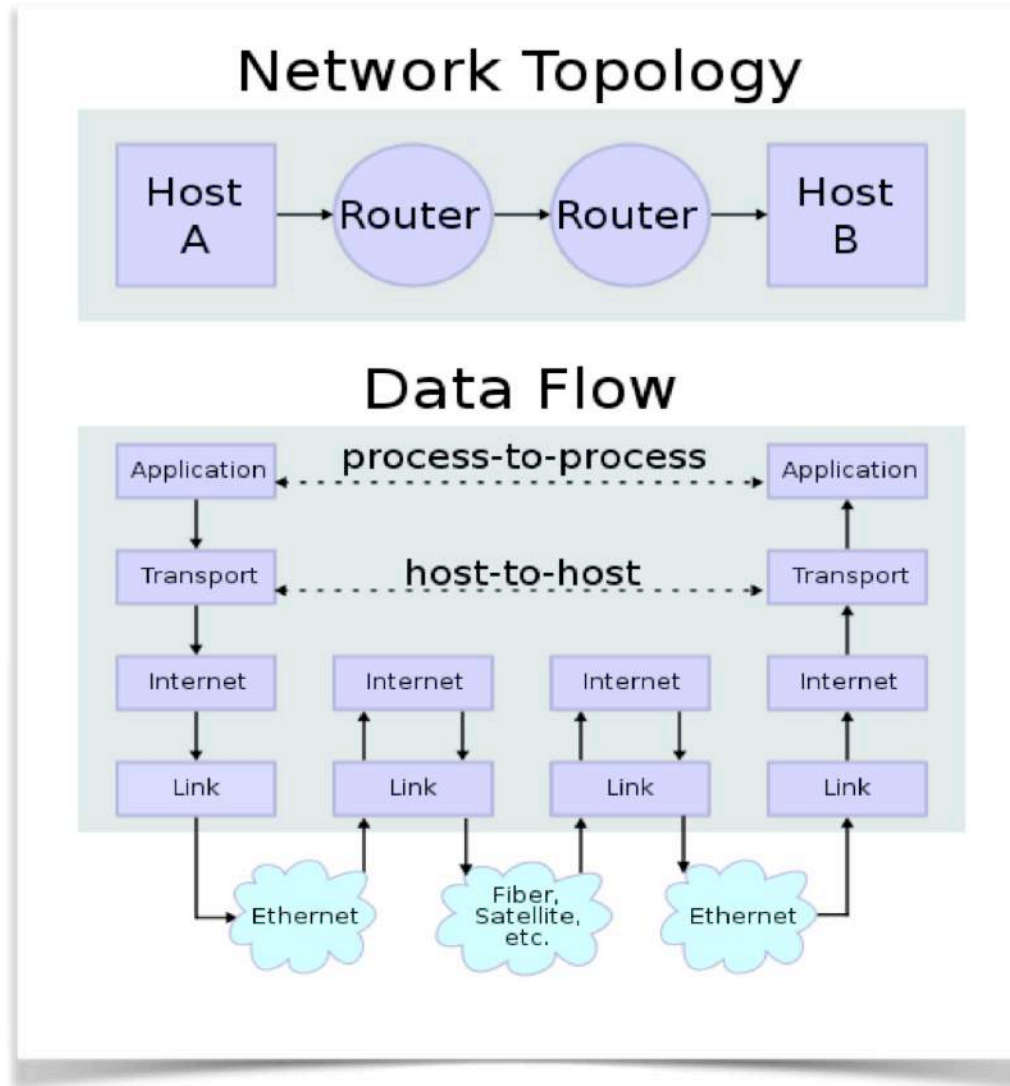 Network Topology
Host
A
Router
Router
Host
B
Data Flow
Application
process-to-process
Application
Transport
host-to-host
Transport
Internet
Internet
Internet
Internet
Link
Link
Link
Link
Ethernet
Fiber,
Satellite,
etc.
Ethernet